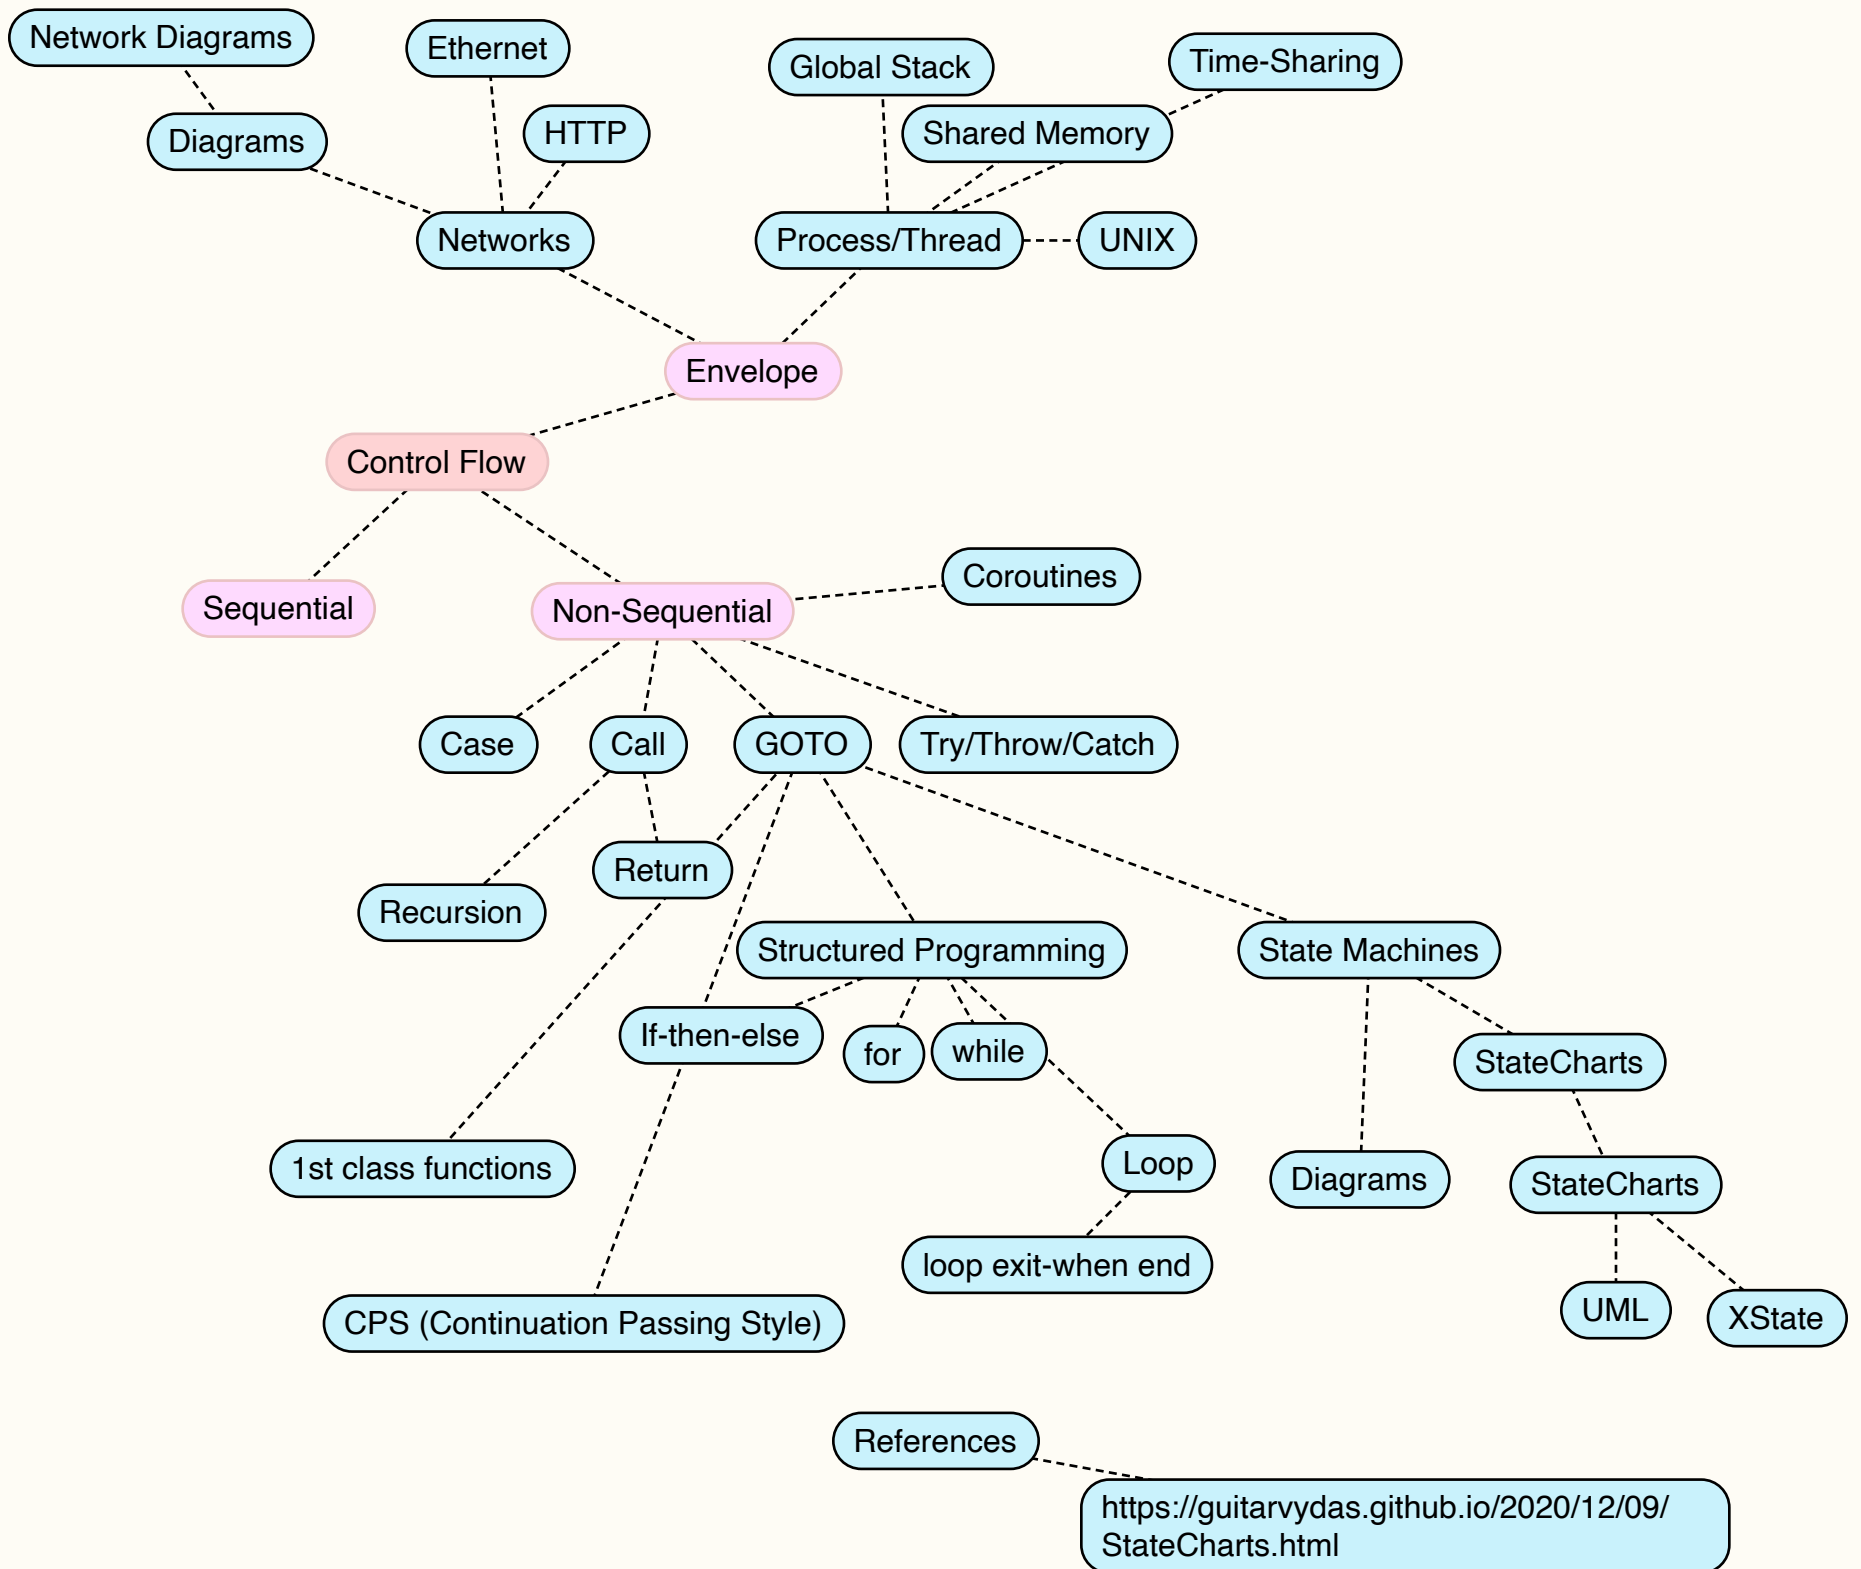 Network Diagrams
Ethernet
Global Stack
Time-Sharing
Diagrams
HTTP
Shared Memory
Networks
Process/Thread
UNIX
Envelope
Control Flow
Sequential
Non-Sequential
Coroutines
Case
Call
GOTO
Try/Throw/Catch
Return
Recursion
Structured Programming
State Machines
If-then-else
for
while
StateCharts
1st class functions
Loop
Diagrams
StateCharts
loop exit-when end
CPS (Continuation Passing Style)
UML
XState
References
https://guitarvydas.github.io/2020/12/09/
StateCharts.html